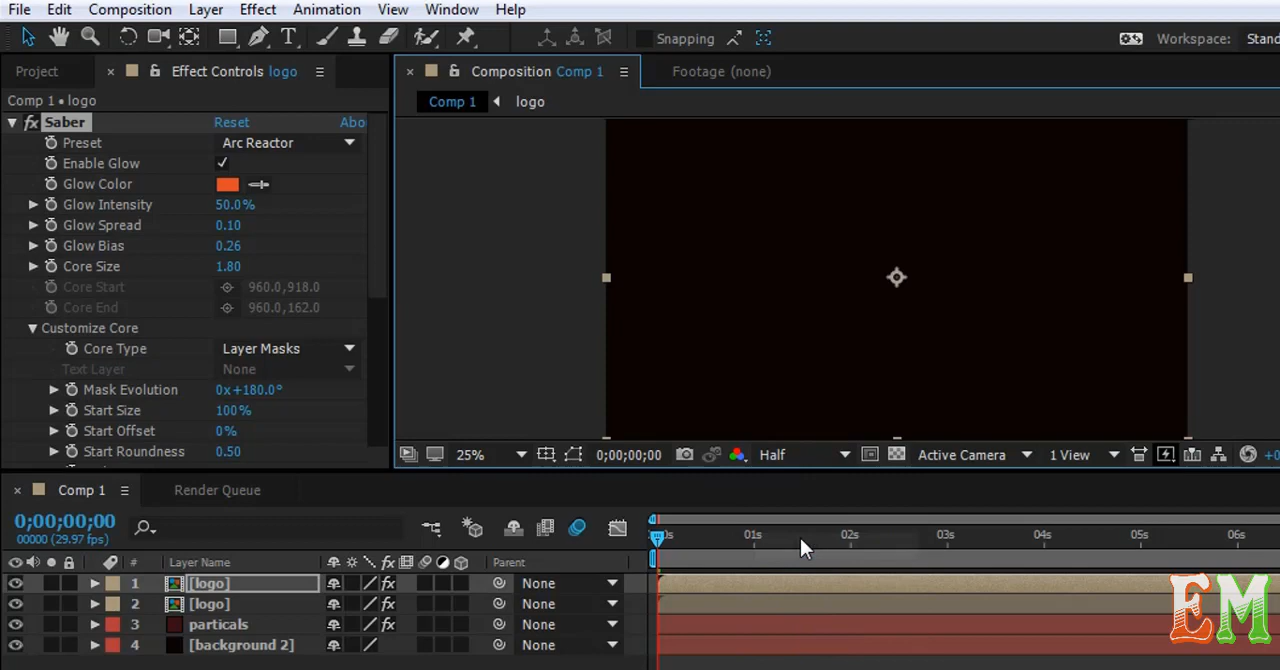 File Edit Composition Layer Effect Animation View Window Help
Snapping Workspace: Stand
Project × Effect Controls logo × Composition Comp 1 Footage (none)
Comp 1 • logo Comp 1 logo
fx Saber Reset Abo
Preset Arc Reactor
Enable Glow
Glow Color
Glow Intensity 50.0%
Glow Spread 0.10
Glow Bias 0.26
Core Size 1.80
Core Start 960.0,918.0
Core End 960.0,162.0
Customize Core
Core Type Layer Masks
Text Layer None
Mask Evolution 0x+180.0°
Start Size 100%
Start Offset 0%
Start Roundness 0.50
25% 0;00;00;00 Half Active Camera 1 View +0
× Comp 1 Render Queue
0;00;00;00
00000 (29.97 fps)
0s 01s 02s 03s 04s 05s 06s
# Layer Name fx Parent
1 [logo] fx None
2 [logo] fx None
3 particals fx None
4 [background 2] None
EM